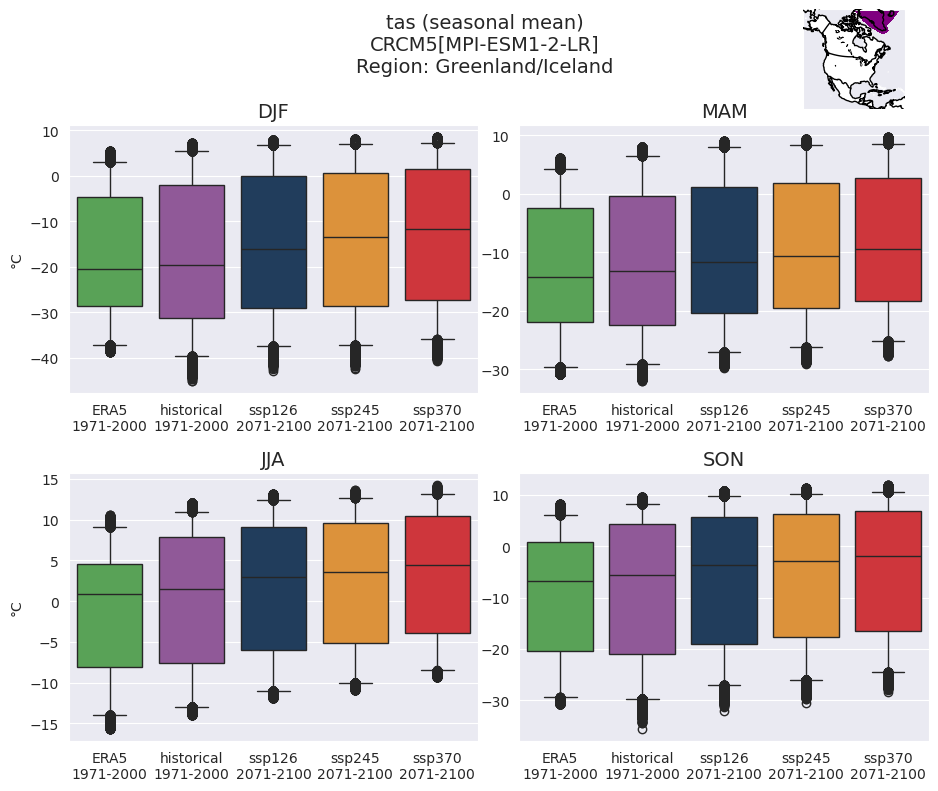 tas (seasonal mean)
CRCM5[MPI-ESM1-2-LR]
Region: Greenland/Iceland
DJF
10
0
−10
−20
−30
−40
°C
ERA5 historical ssp126 ssp245 ssp370
1971-2000 1971-2000 2071-2100 2071-2100 2071-2100
MAM
10
0
−10
−20
−30
ERA5 historical ssp126 ssp245 ssp370
1971-2000 1971-2000 2071-2100 2071-2100 2071-2100
JJA
15
10
5
0
−5
−10
−15
°C
ERA5 historical ssp126 ssp245 ssp370
1971-2000 1971-2000 2071-2100 2071-2100 2071-2100
SON
10
0
−10
−20
−30
ERA5 historical ssp126 ssp245 ssp370
1971-2000 1971-2000 2071-2100 2071-2100 2071-2100